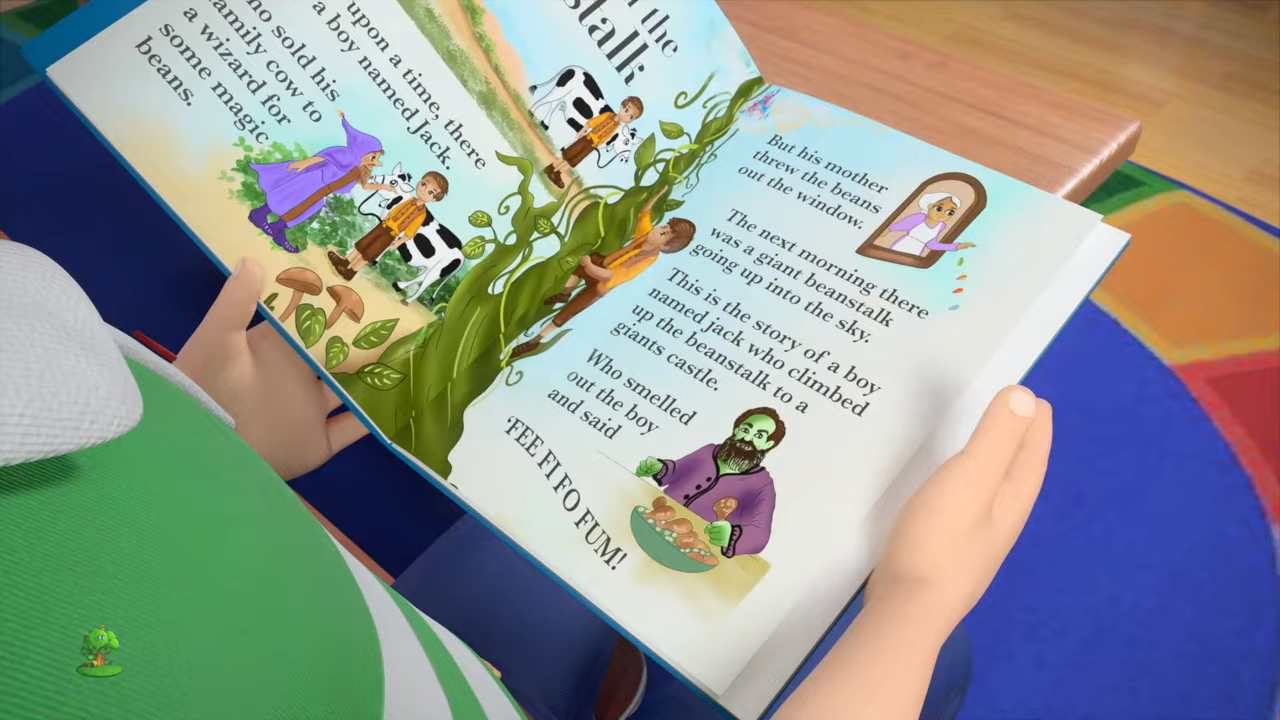 the
stalk
upon a time, there
a boy named Jack.
who sold his
family cow to
a wizard for
some magic
beans.
But his mother
threw the beans
out the window.
The next morning there
was a giant beanstalk
going up into the sky.
This is the story of a boy
named jack who climbed
up the beanstalk to a
giants castle.
Who smelled
out the boy
and said
'FEE FI FO FUM!